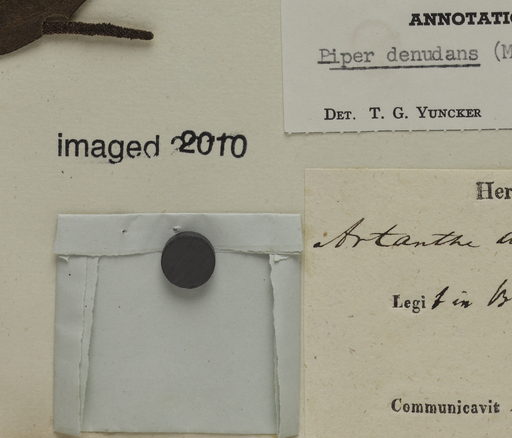 ANNOTATIO
Piper denudans (M
DET. T. G. YUNCKER
imaged 2010
Her
Artanthe
Legit in B
Communicavit